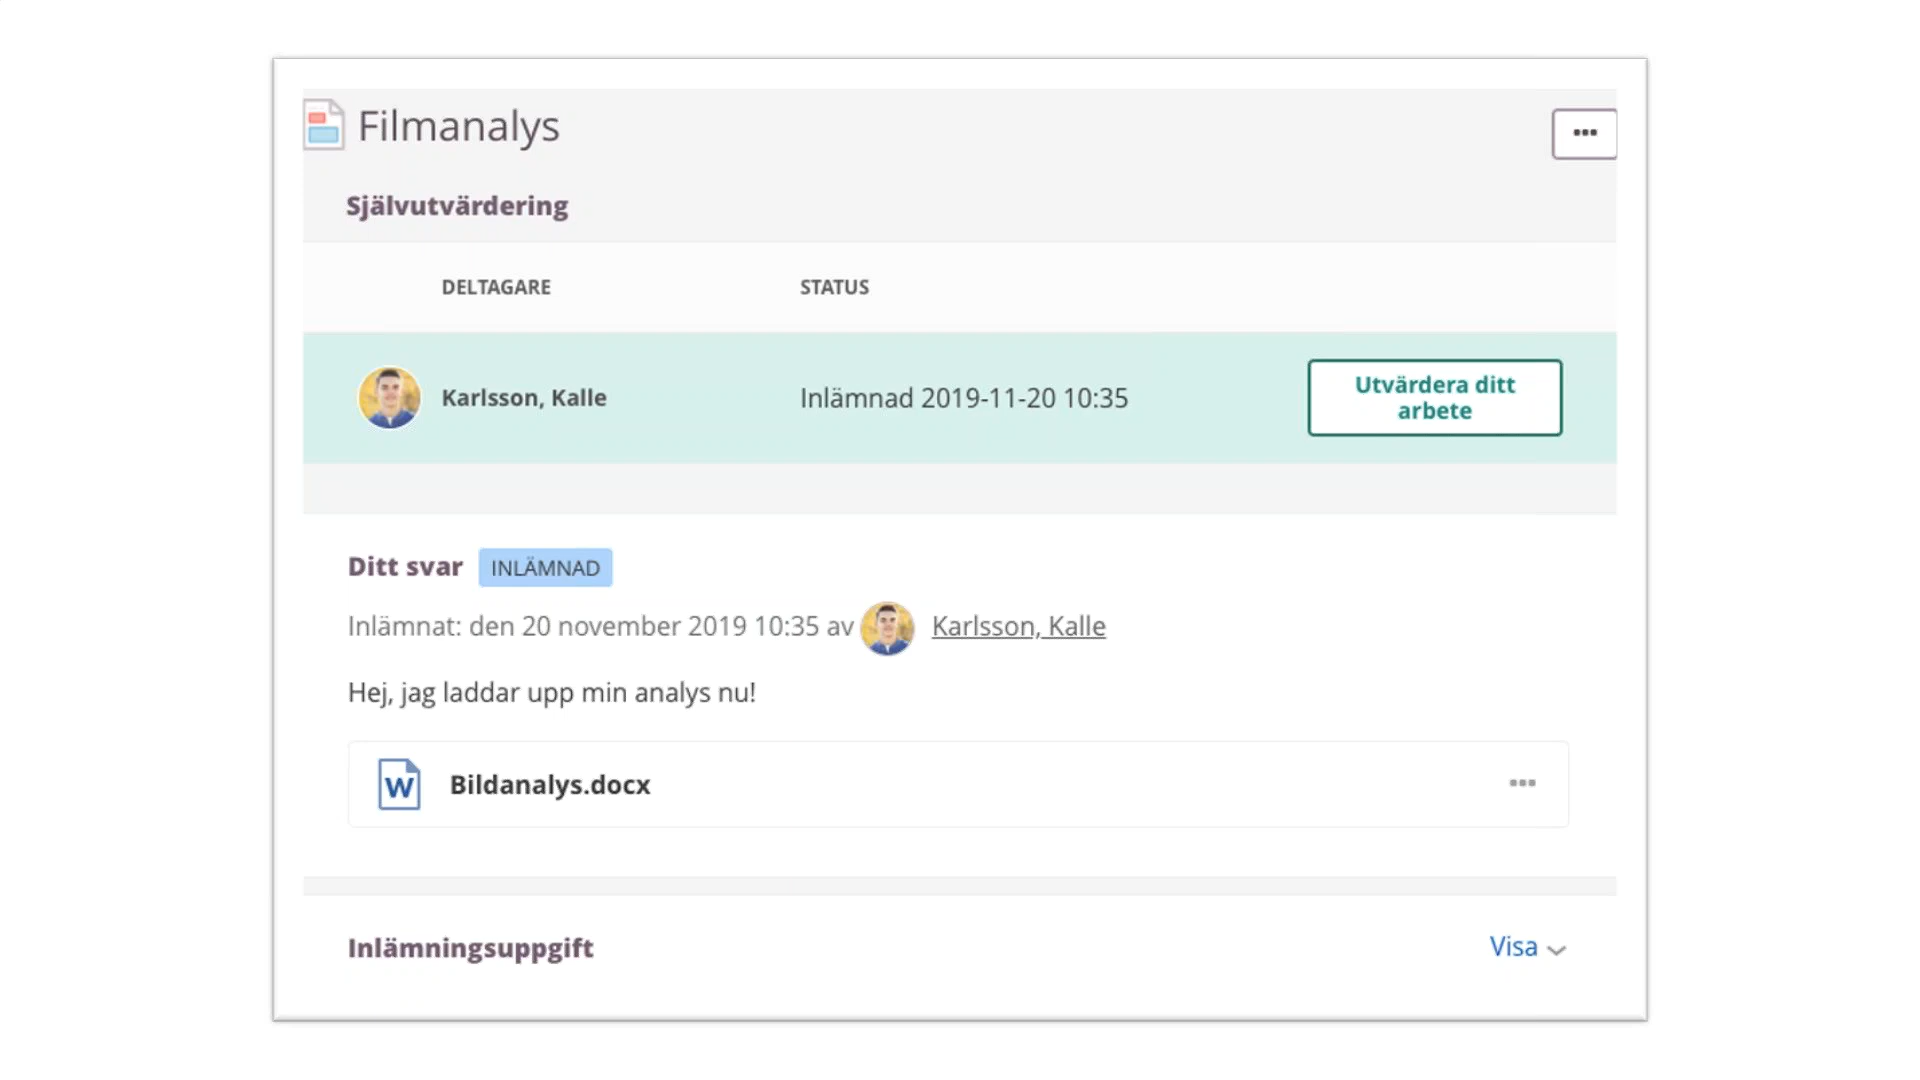 Filmanalys
Självutvärdering
DELTAGARE STATUS
Karlsson, Kalle Inlämnad 2019-11-20 10:35 Utvärdera ditt
arbete
Ditt svar INLÄMNAD
Inlämnat: den 20 november 2019 10:35 av Karlsson, Kalle
Hej, jag laddar upp min analys nu!
W Bildanalys.docx
Inlämningsuppgift Visa